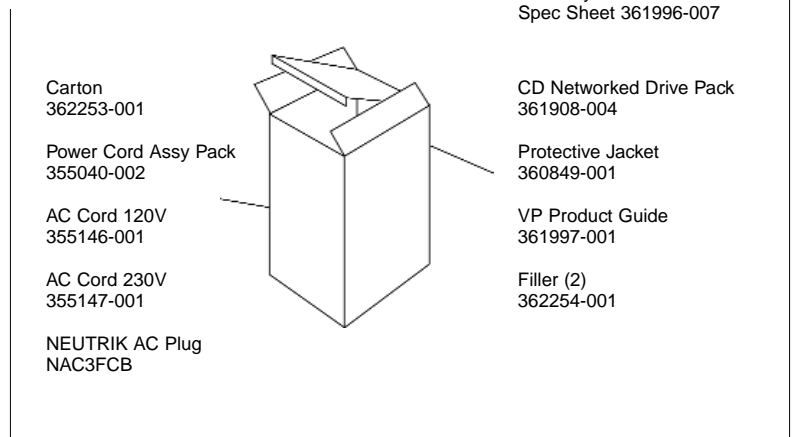 Spec Sheet 361996-007
Carton
362253-001
Power Cord Assy Pack
355040-002
AC Cord 120V
355146-001
AC Cord 230V
355147-001
NEUTRIK AC Plug
NAC3FCB
CD Networked Drive Pack
361908-004
Protective Jacket
360849-001
VP Product Guide
361997-001
Filler (2)
362254-001